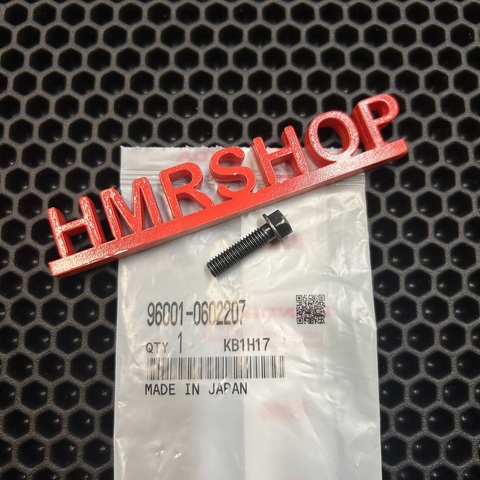 HMRSHOP
96001-0602207
QTY 1 KB1H17
MADE IN JAPAN